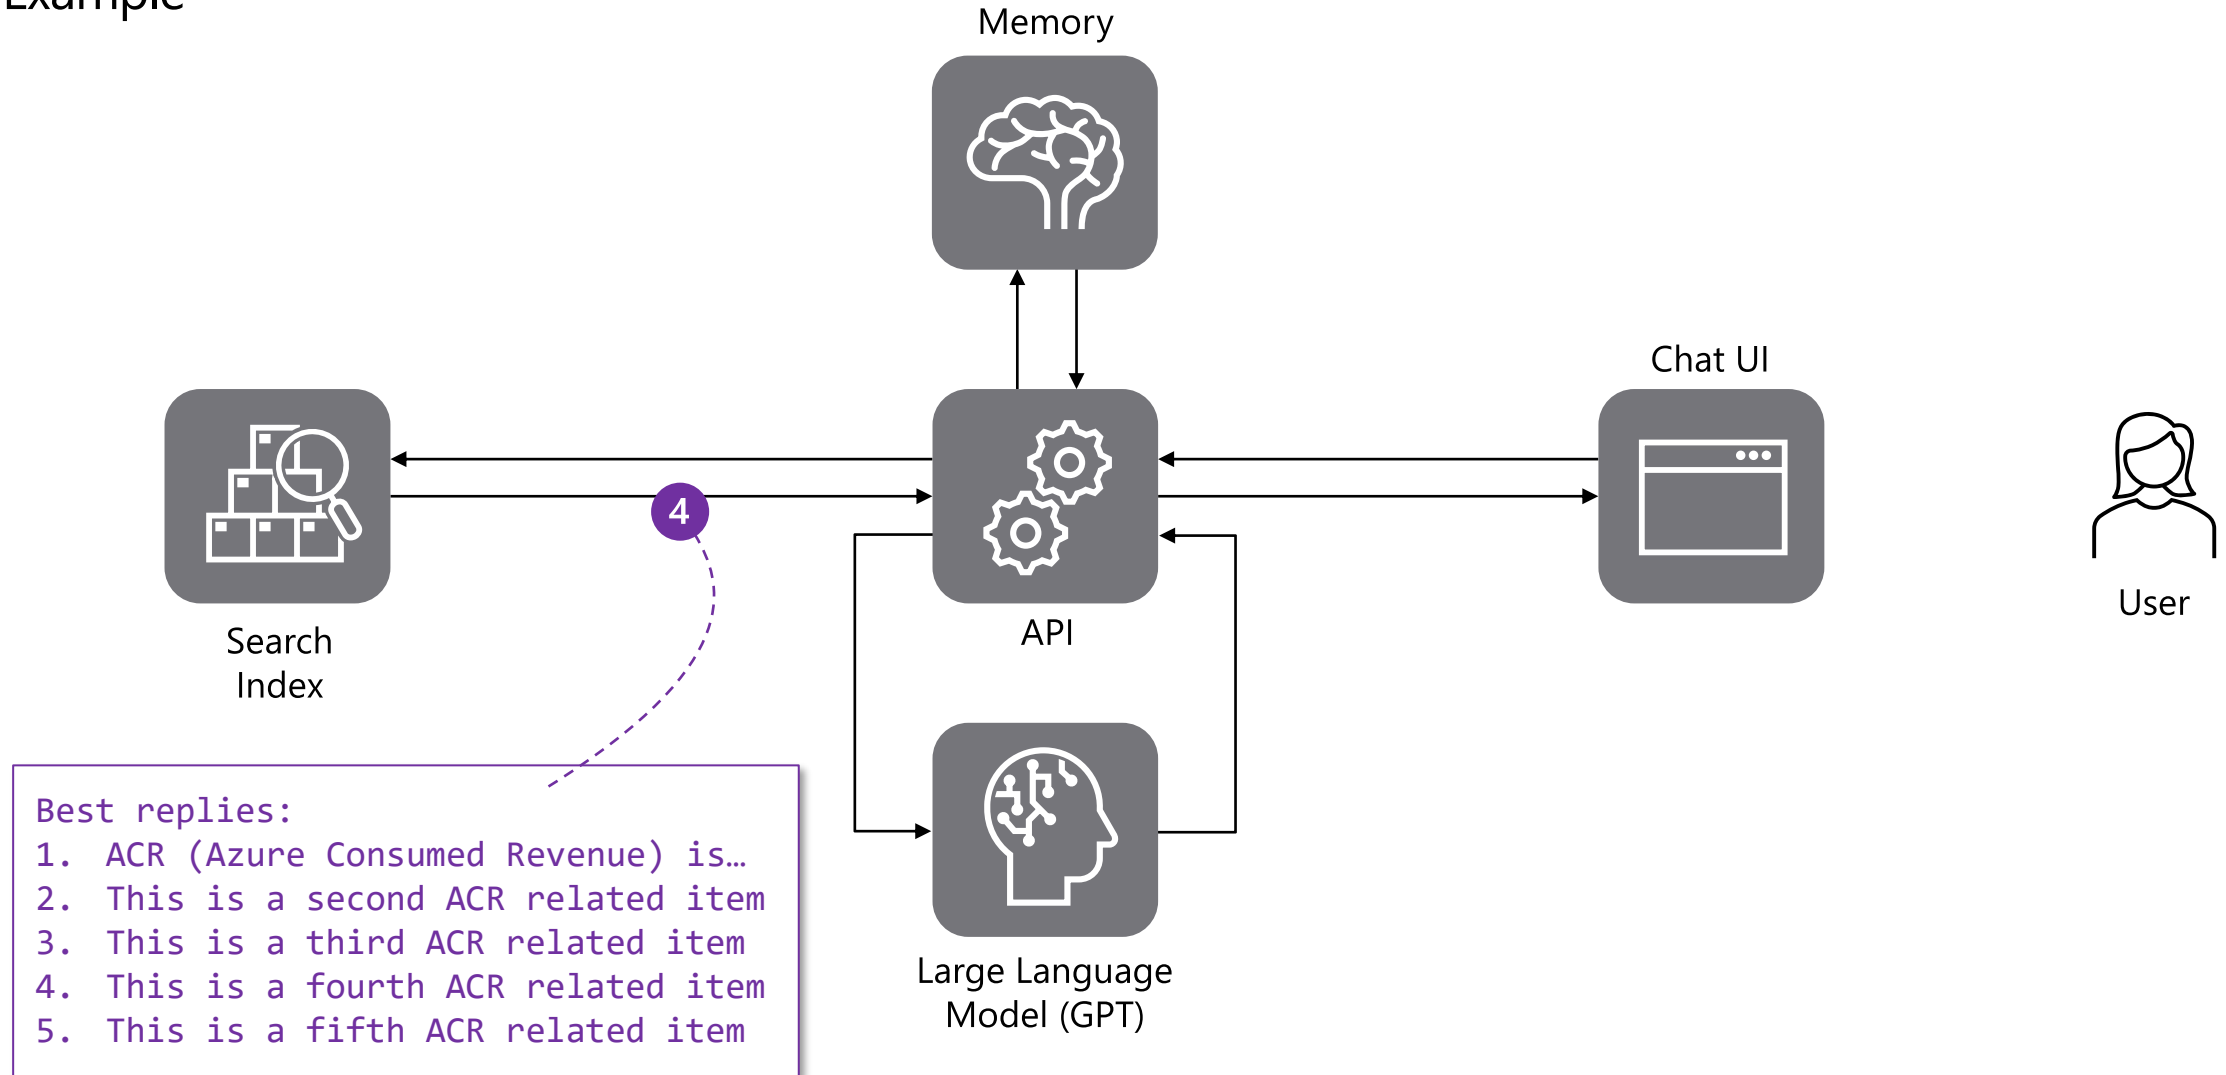 Example
Memory
Chat UI
4
API
User
Search
Index
Best replies:
1. ACR (Azure Consumed Revenue) is…
2. This is a second ACR related item
3. This is a third ACR related item
4. This is a fourth ACR related item
5. This is a fifth ACR related item
Large Language
Model (GPT)